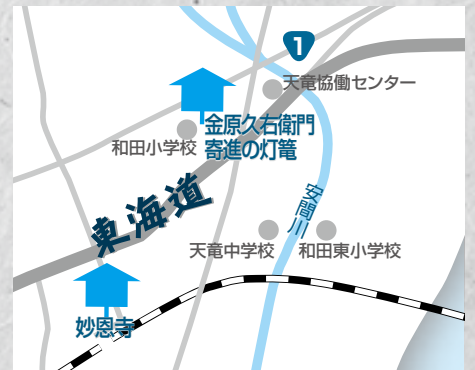 1
天竜協働センター
金原久右衛門
寄進の灯籠
和田小学校
東海道
安間川
天竜中学校
和田東小学校
妙恩寺